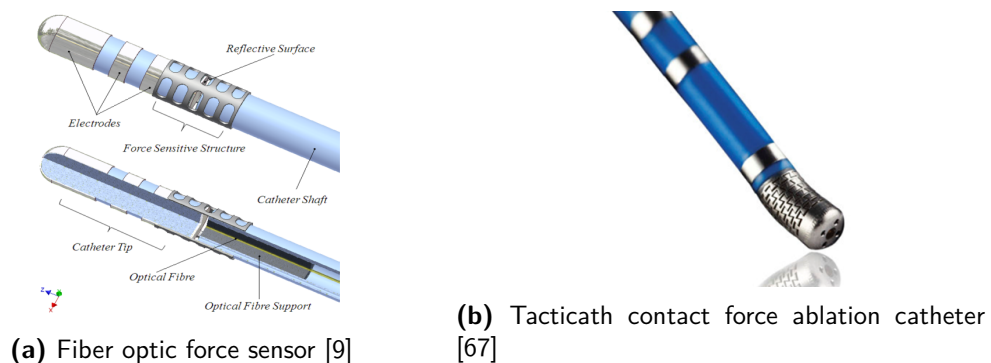 Reflective Surface
Electrodes
Force Sensitive Structure
Catheter Shaft
Catheter Tip
Optical Fibre
Optical Fibre Support
z
Y
x
(a) Fiber optic force sensor [9]
(b) Tacticath contact force ablation catheter
[67]